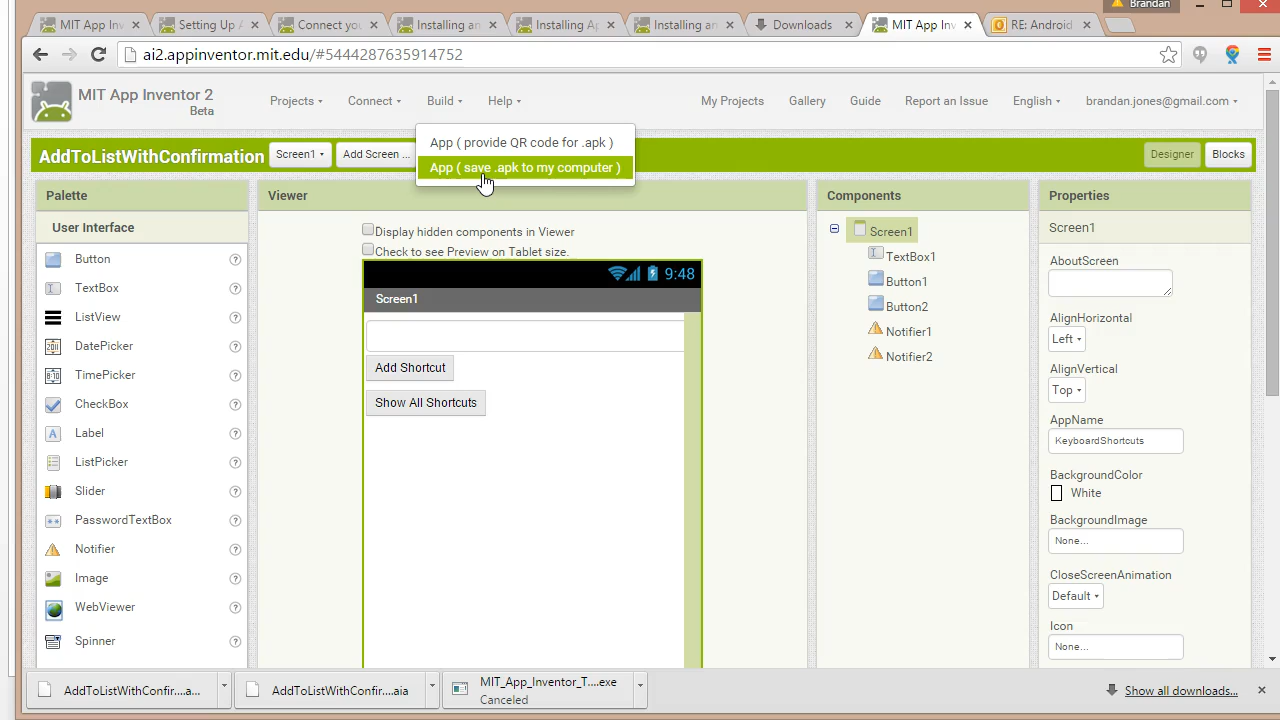 Brandan
MIT App Inv
Setting Up A
Connect you
Installing an
Installing Ap
Installing an
Downloads
MIT App Inv
RE: Android
ai2.appinventor.mit.edu/#5444287635914752
MIT App Inventor 2
Beta
Projects
Connect
Build
Help
My Projects
Gallery
Guide
Report an Issue
English
brandan.jones@gmail.com
AddToListWithConfirmation
Screen1
Add Screen ...
App ( provide QR code for .apk )
App ( save .apk to my computer )
Designer
Blocks
Palette
User Interface
Button
TextBox
ListView
DatePicker
TimePicker
CheckBox
Label
ListPicker
Slider
PasswordTextBox
Notifier
Image
WebViewer
Spinner
Viewer
Display hidden components in Viewer
Check to see Preview on Tablet size.
9:48
Screen1
Add Shortcut
Show All Shortcuts
Components
Screen1
TextBox1
Button1
Button2
Notifier1
Notifier2
Properties
Screen1
AboutScreen
AlignHorizontal
Left
AlignVertical
Top
AppName
KeyboardShortcuts
BackgroundColor
White
BackgroundImage
None...
CloseScreenAnimation
Default
Icon
None...
AddToListWithConfir....a...
AddToListWithConfir....aia
MIT_App_Inventor_T....exe
Canceled
Show all downloads...